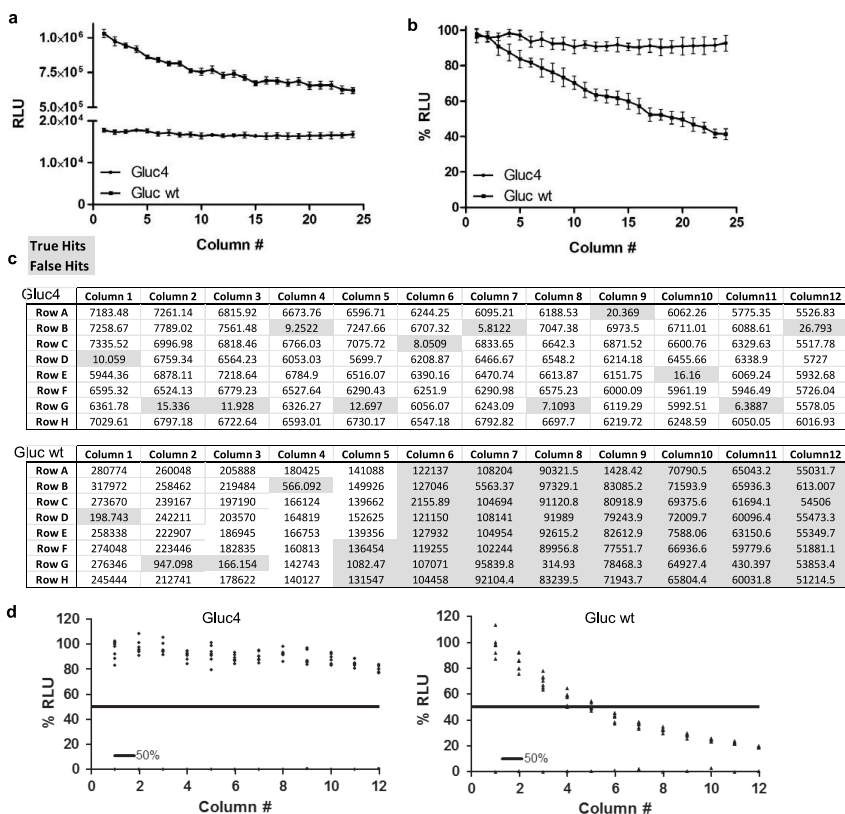 a
b
1.0×10⁶
7.5×10⁵
5.0×10⁵
2.0×10⁴
1.0×10⁴
0
RLU
Gluc4
Gluc wt
0 5 10 15 20 25
Column #
100
80
60
40
20
0
% RLU
Gluc4
Gluc wt
0 5 10 15 20 25
Column #
True Hits
False Hits
c
Gluc4 Column 1 Column 2 Column 3 Column 4 Column 5 Column 6 Column 7 Column 8 Column 9 Column10 Column11 Column12
Row A 7183.48 7261.14 6815.92 6673.76 6596.71 6244.25 6095.21 6188.53 20.369 6062.26 5775.35 5526.83
Row B 7258.67 7789.02 7561.48 9.2522 7247.66 6707.32 5.8122 7047.38 6973.5 6711.01 6088.61 26.793
Row C 7335.52 6996.98 6818.46 6766.03 7075.72 8.0509 6833.65 6642.3 6871.52 6600.76 6329.63 5517.78
Row D 10.059 6759.34 6564.23 6053.03 5699.7 6208.87 6466.67 6548.2 6214.18 6455.66 6338.9 5727
Row E 5944.36 6878.11 7218.64 6784.9 6516.07 6390.16 6470.74 6613.87 6151.75 16.16 6069.24 5932.68
Row F 6595.32 6524.13 6779.23 6527.64 6290.43 6251.9 6290.98 6575.23 6000.09 5961.19 5946.49 5726.04
Row G 6361.78 15.336 11.928 6326.27 12.697 6056.07 6243.09 7.1093 6119.29 5992.51 6.3887 5578.05
Row H 7029.61 6797.18 6722.64 6593.01 6730.17 6547.18 6792.82 6697.7 6219.72 6248.59 6050.05 6016.93
Gluc wt Column 1 Column 2 Column 3 Column 4 Column 5 Column 6 Column 7 Column 8 Column 9 Column10 Column11 Column12
Row A 280774 260048 205888 180425 141088 122137 108204 90321.5 1428.42 70790.5 65043.2 55031.7
Row B 317972 258462 219484 566.092 149926 127046 5563.37 97329.1 83085.2 71593.9 65936.3 613.007
Row C 273670 239167 197190 166124 139662 2155.89 104694 91120.8 80918.9 69375.6 61694.1 54506
Row D 198.743 242211 203570 164819 152625 121150 108141 91989 79243.9 72009.7 60096.4 55473.3
Row E 258338 222907 186945 166753 139356 127932 104954 92615.2 82612.9 7588.06 63150.6 55349.7
Row F 274048 223446 182835 160813 136454 119255 102244 89956.8 77551.7 66936.6 59779.6 51881.1
Row G 276346 947.098 166.154 142743 1082.47 107071 95839.8 314.93 78468.3 64927.4 430.397 53853.4
Row H 245444 212741 178622 140127 131547 104458 92104.4 83239.5 71943.7 65804.4 60031.8 51214.5
d
Gluc4
120
100
80
60
40
20
0
% RLU
50%
0 2 4 6 8 10 12
Column #
Gluc wt
120
100
80
60
40
20
0
% RLU
50%
0 2 4 6 8 10 12
Column #